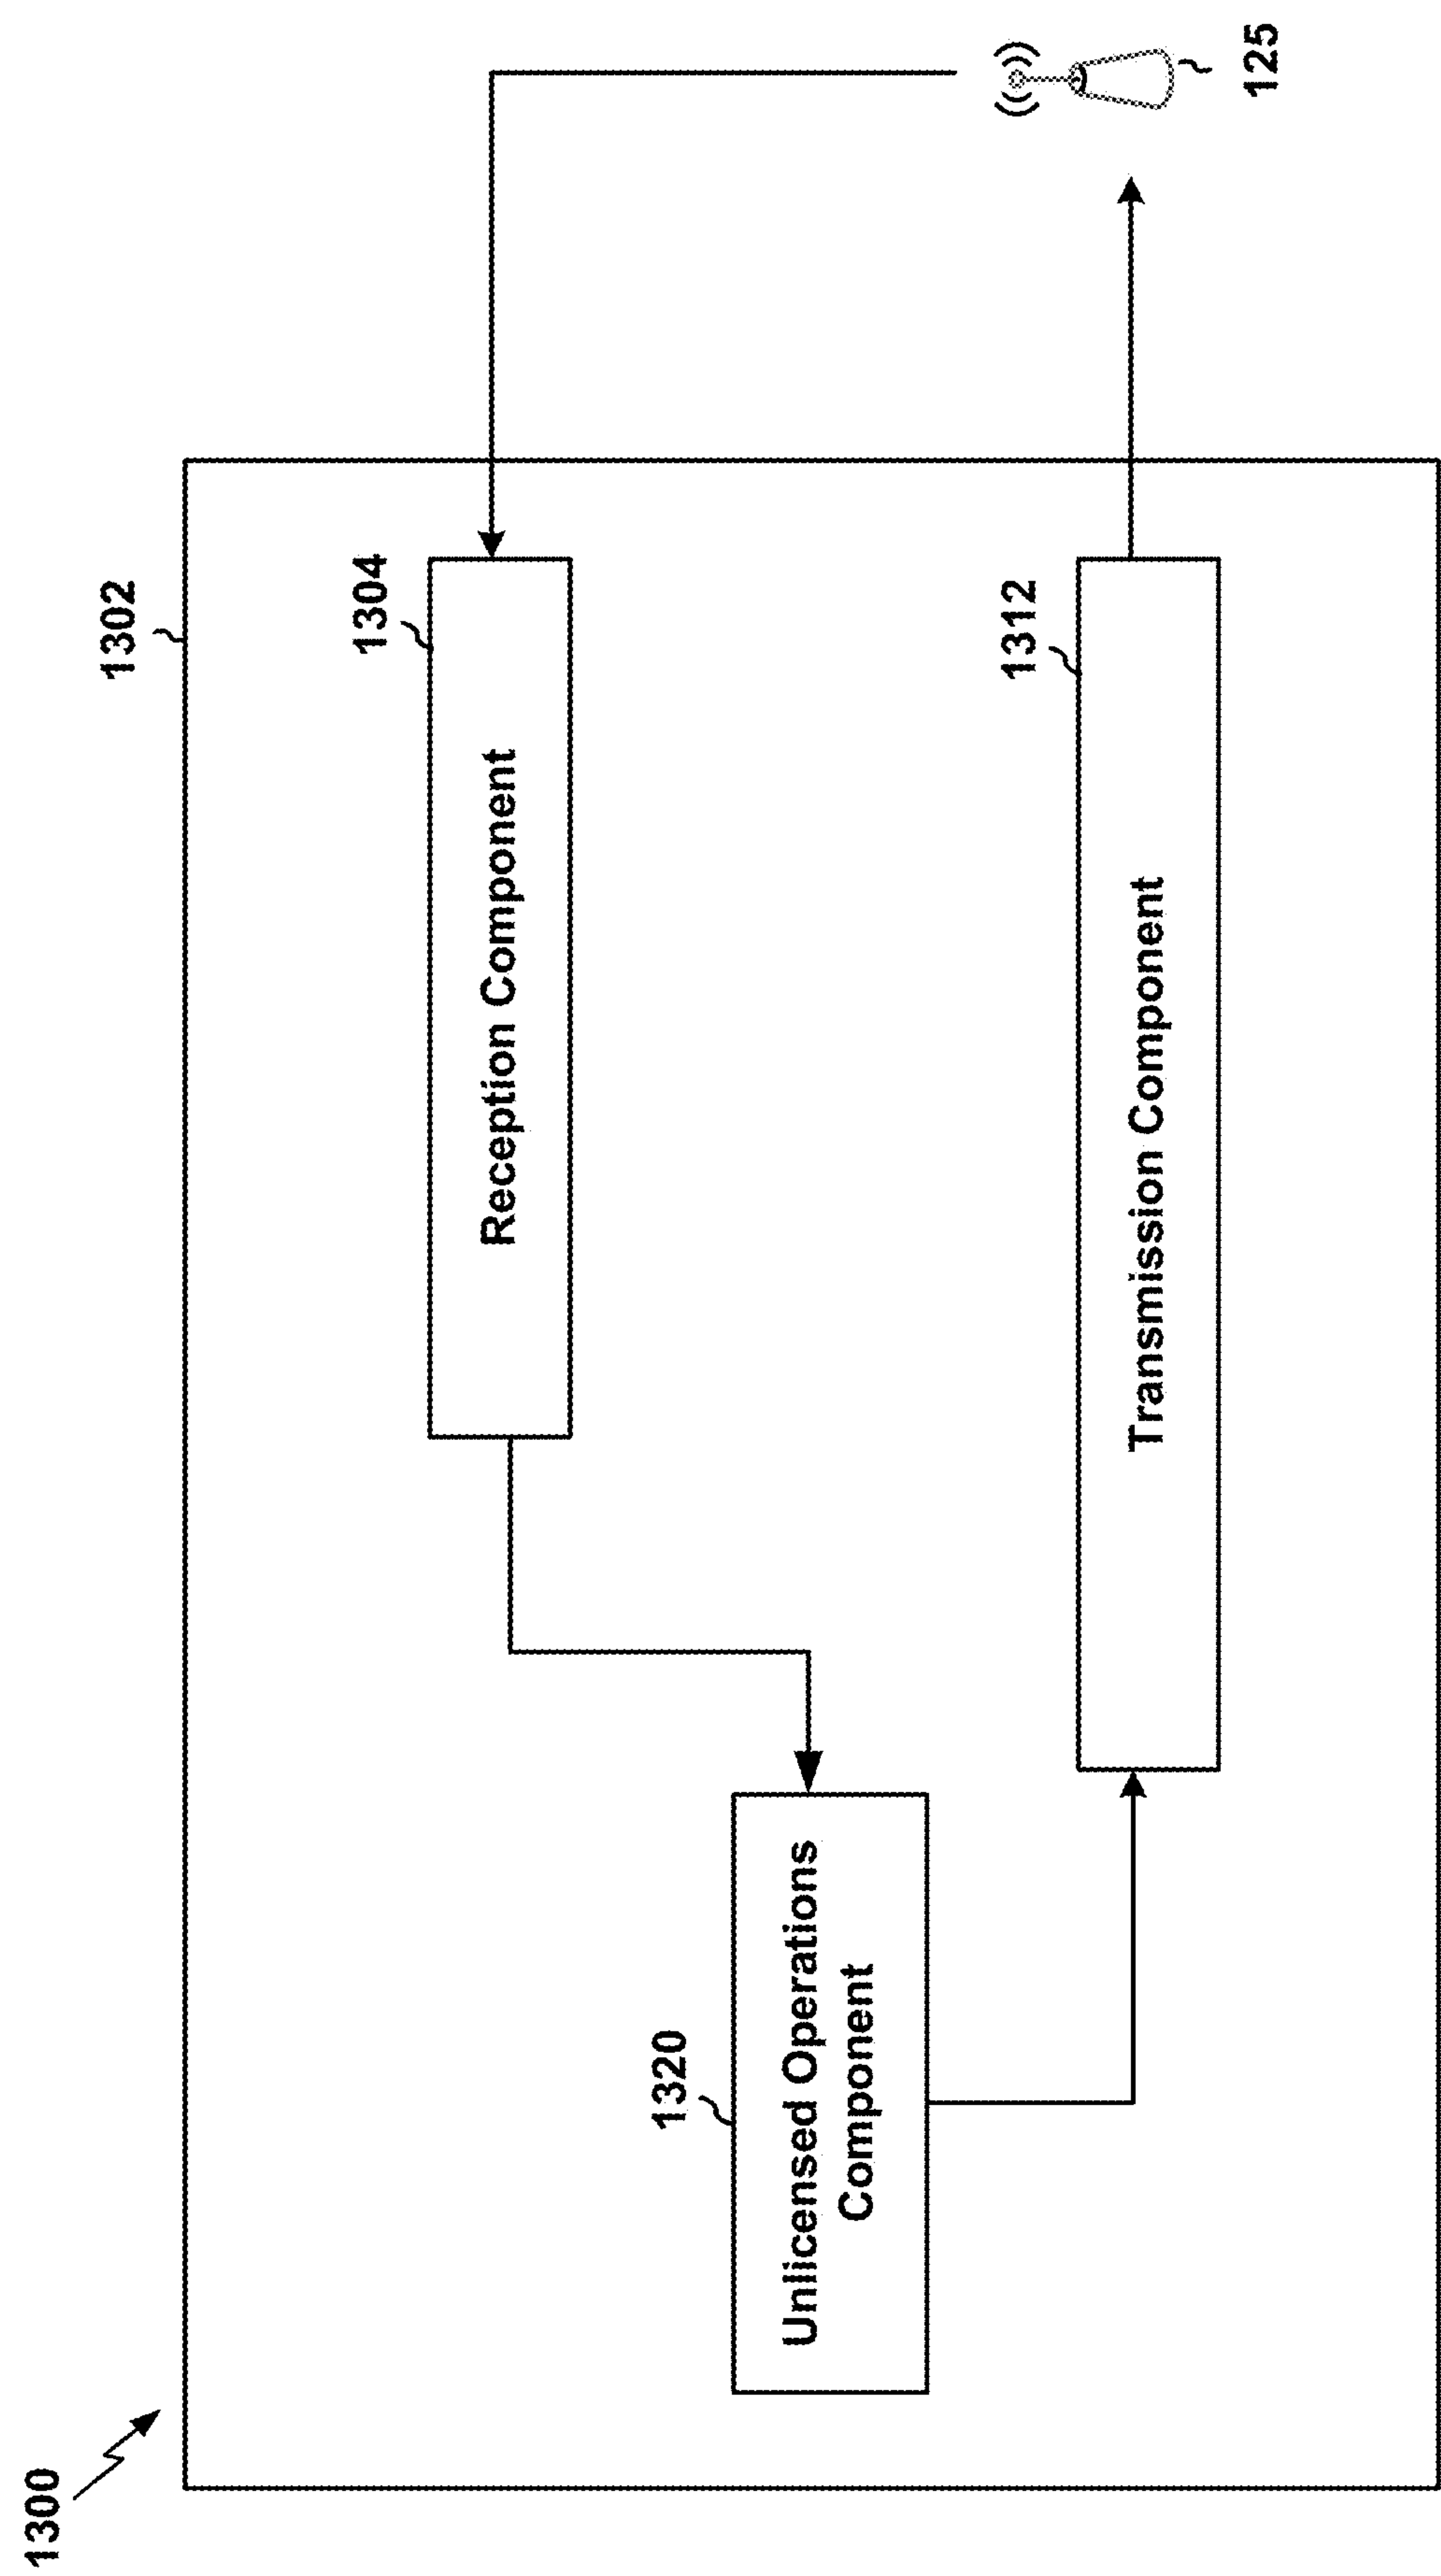 1300
1302
1304
Reception Component
1320
Unlicensed Operations
Component
1312
Transmission Component
125